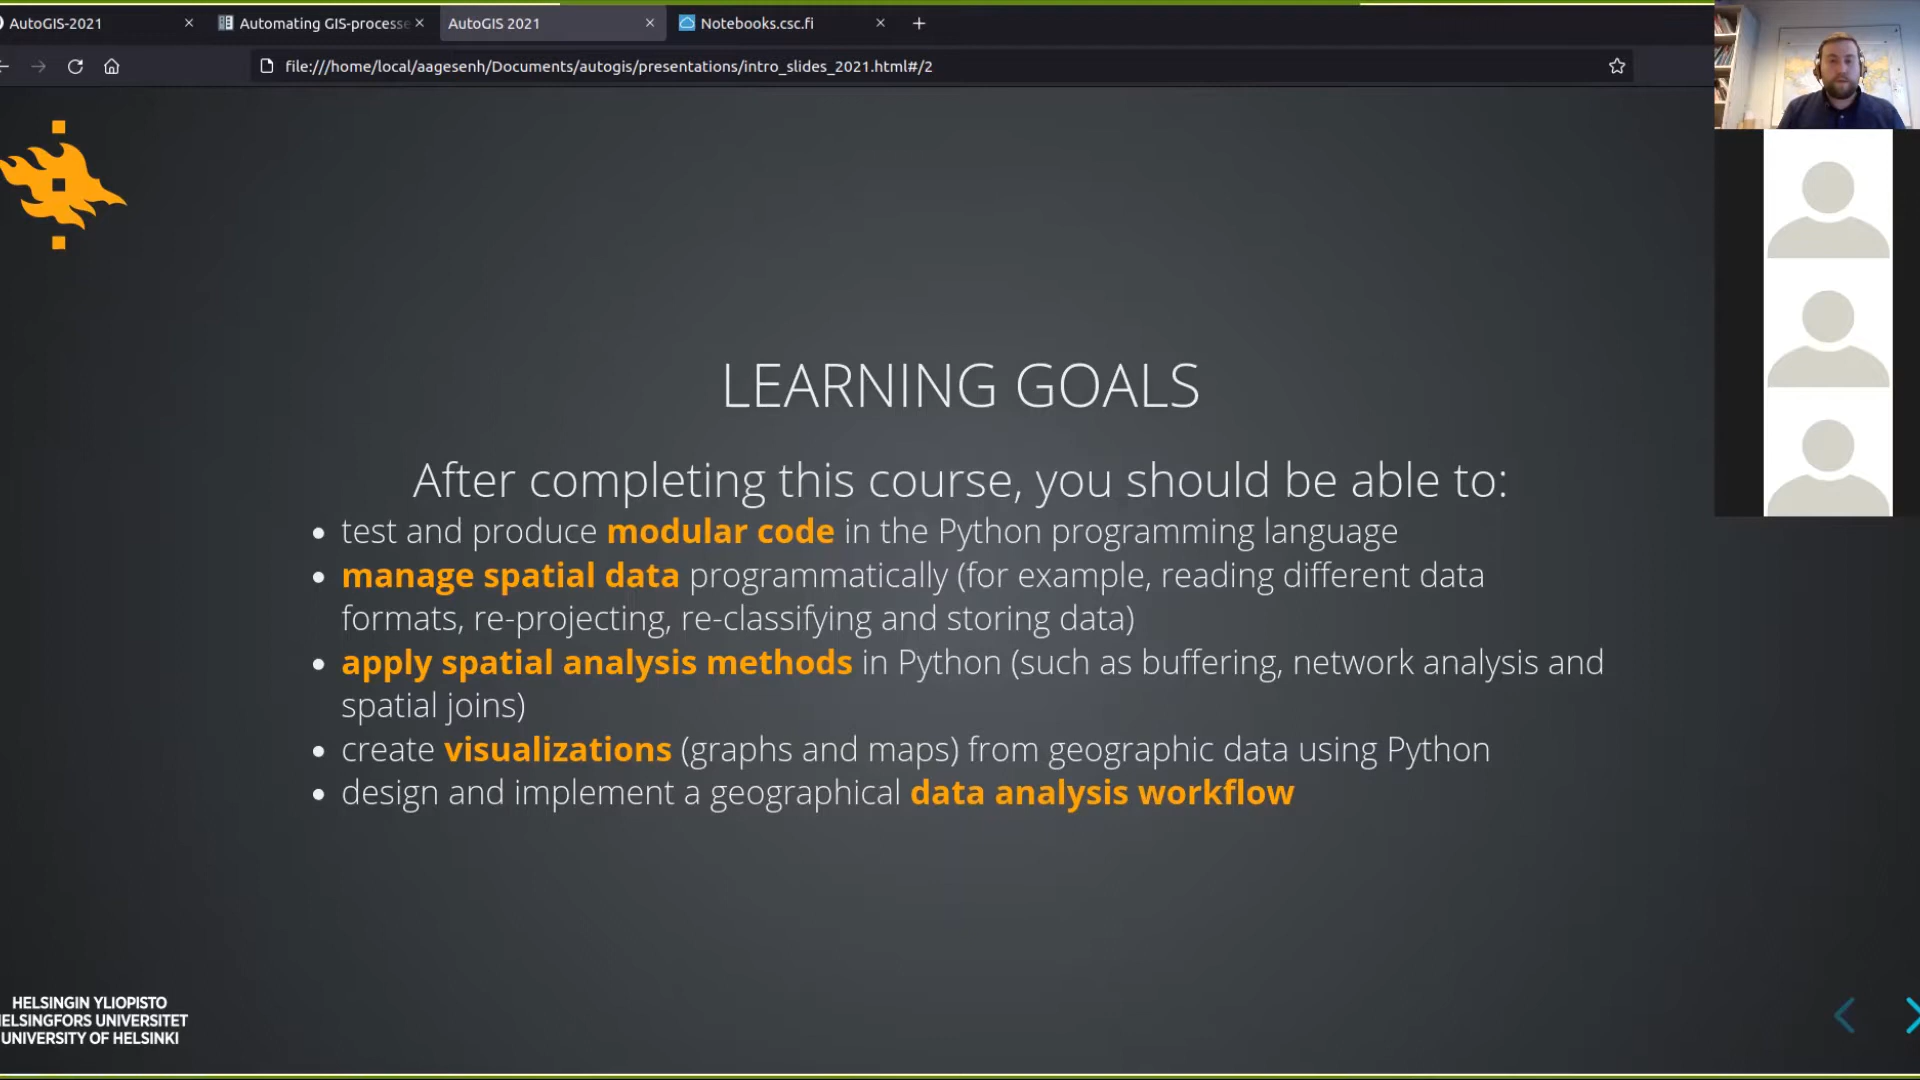 AutoGIS-2021
Automating GIS-processe
AutoGIS 2021
Notebooks.csc.fi
file:///home/local/aagesenh/Documents/autogis/presentations/intro_slides_2021.html#/2
LEARNING GOALS
After completing this course, you should be able to:
test and produce modular code in the Python programming language
manage spatial data programmatically (for example, reading different data
formats, re-projecting, re-classifying and storing data)
apply spatial analysis methods in Python (such as buffering, network analysis and
spatial joins)
create visualizations (graphs and maps) from geographic data using Python
design and implement a geographical data analysis workflow
HELSINGIN YLIOPISTO
ELSINGFORS UNIVERSITET
UNIVERSITY OF HELSINKI